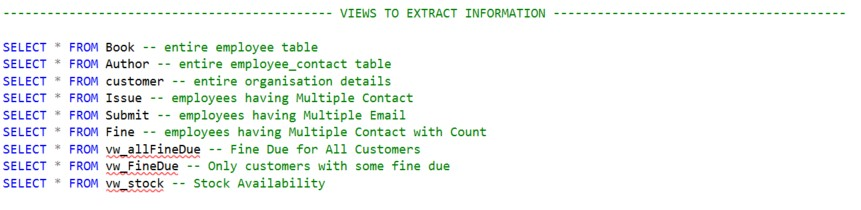 ------------------------------------------ VIEWS TO EXTRACT INFORMATION --------------------------------------
SELECT * FROM Book -- entire employee table
SELECT * FROM Author -- entire employee_contact table
SELECT * FROM customer -- entire organisation details
SELECT * FROM Issue -- employees having Multiple Contact
SELECT * FROM Submit -- employees having Multiple Email
SELECT * FROM Fine -- employees having Multiple Contact with Count
SELECT * FROM vw_allFineDue -- Fine Due for All Customers
SELECT * FROM vw_FineDue -- Only customers with some fine due
SELECT * FROM vw_stock -- Stock Availability